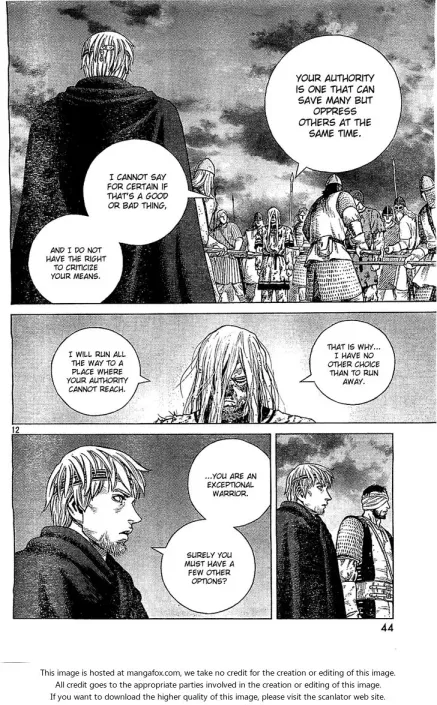 YOUR AUTHORITY
IS ONE THAT CAN
SAVE MANY BUT
OPPRESS
OTHERS AT THE
SAME TIME.
I CANNOT SAY
FOR CERTAIN IF
THAT'S A GOOD
OR BAD THING,
AND I DO NOT
HAVE THE RIGHT
TO CRITICIZE
YOUR MEANS.
THAT IS WHY...
I HAVE NO
OTHER CHOICE
THAN TO RUN
AWAY.
I WILL RUN ALL
THE WAY TO A
PLACE WHERE
YOUR AUTHORITY
CANNOT REACH.
12
...YOU ARE AN
EXCEPTIONAL
WARRIOR.
SURELY YOU
MUST HAVE A
FEW OTHER
OPTIONS?
44
This image is hosted at mangafox.com, we take no credit for the creation or editing of this image.
All credit goes to the appropriate parties involved in the creation or editing of this image.
If you want to download the higher quality of this image, please visit the scanlator web site.